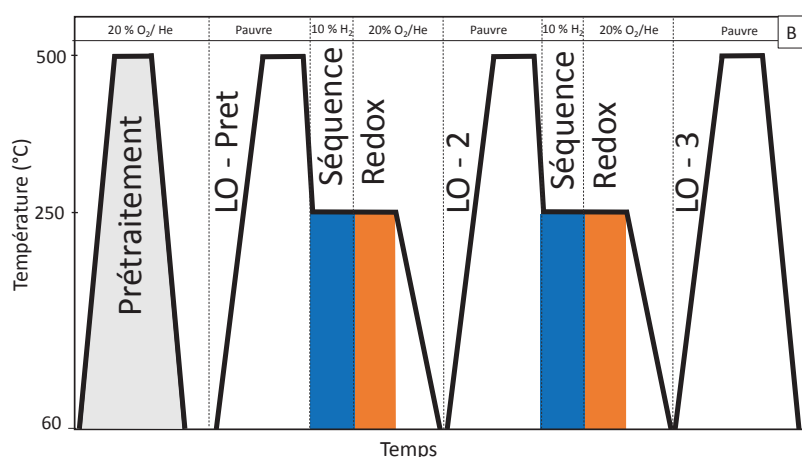 20 % O₂/ He Pauvre 10 % H₂ 20% O₂/He Pauvre 10 % H₂ 20% O₂/He Pauvre B
500
250
60
Température (°C)
Prétraitement
LO - Pret
Séquence
Redox
LO - 2
Séquence
Redox
LO - 3
Temps